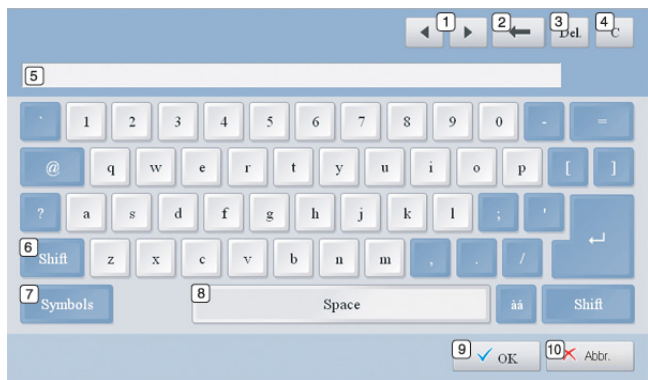 1 2 3 Del. 4 C
5
` 1 2 3 4 5 6 7 8 9 0 - =
@ q w e r t y u i o p [ ]
? a s d f g h j k l ; '
6 Shift z x c v b n m , . /
7 Symbols 8 Space àá Shift
9 OK 10 Abbr.